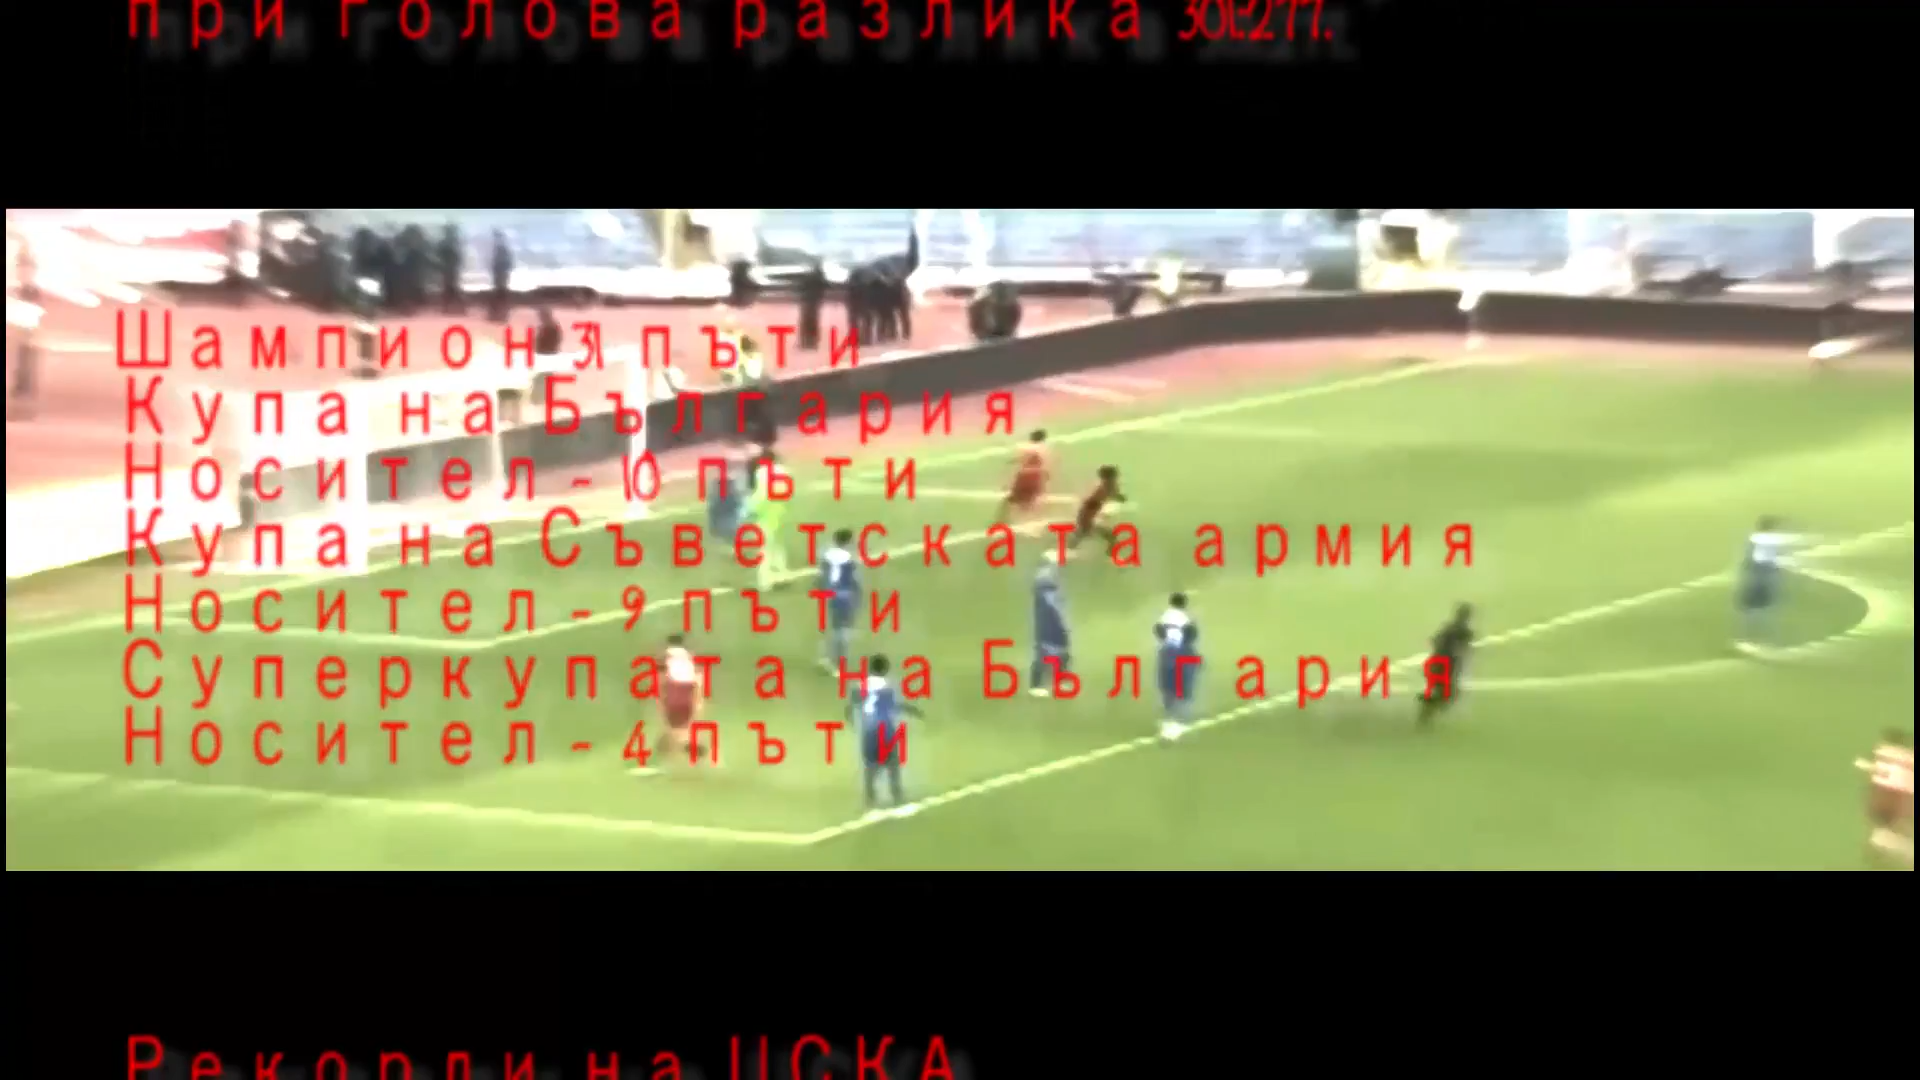 при голова разлика 301:277.
Шампион 31 пъти
Купа на България
Носител - 10 пъти
Купа на Съветската армия
Носител - 9 пъти
Суперкупата на България
Носител - 4 пъти
Рекорди на ЦСКА